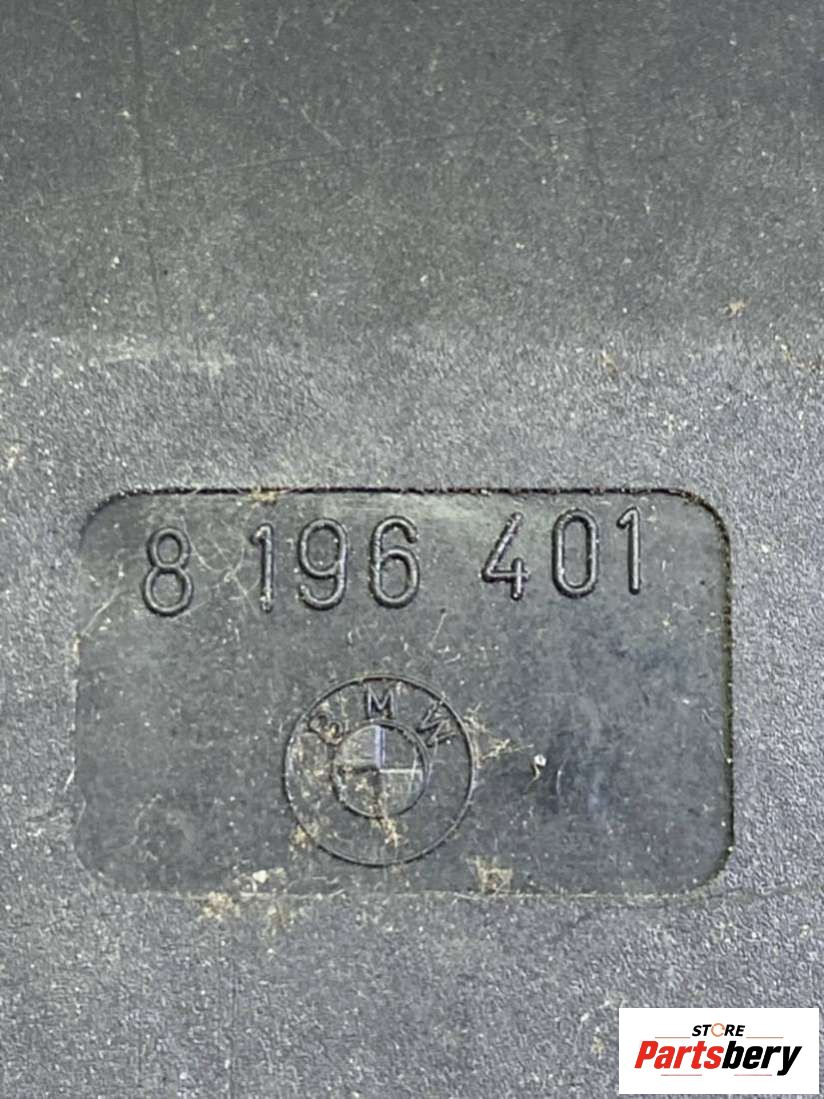 8 196 401
BMW
STORE
Partsbery